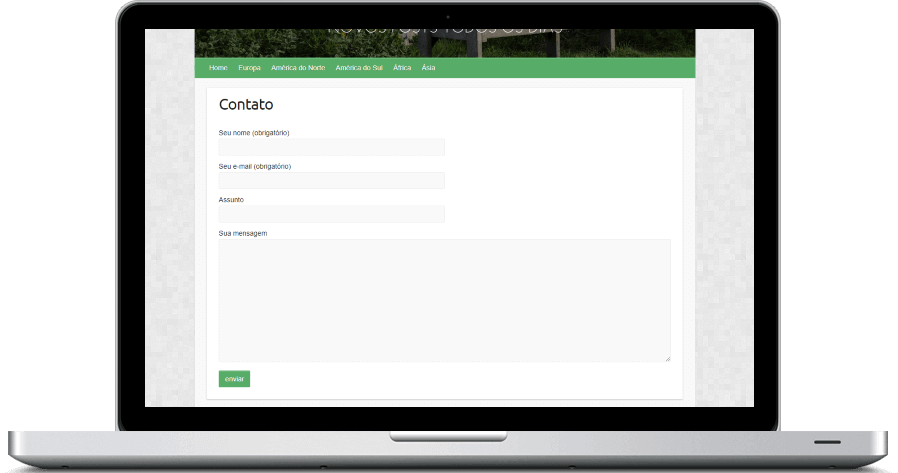 NOVOS POSTS TODOS OS DIAS
Home Europa América do Norte América do Sul África Ásia
Contato
Seu nome (obrigatório)
Seu e-mail (obrigatório)
Assunto
Sua mensagem
enviar